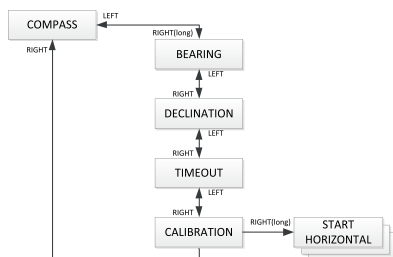 COMPASS
LEFT
RIGHT(long)
RIGHT
BEARING
LEFT
RIGHT
DECLINATION
LEFT
RIGHT
TIMEOUT
LEFT
RIGHT
CALIBRATION
RIGHT(long)
START
HORIZONTAL